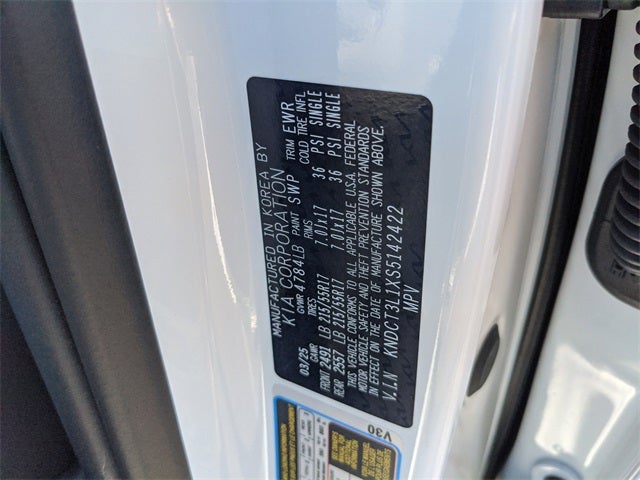 MANUFACTURED IN KOREA BY
KIA CORPORATION
GVWR 4784LB PAINT SWP TRIM EWR
03/25 GAWR TIRES RIMS COLD TIRE INFL
FRONT 2491 LB 215/55R17 7.0Jx17 36 PSI SINGLE
REAR 2557 LB 215/55R17 7.0Jx17 36 PSI SINGLE
THIS VEHICLE CONFORMS TO ALL APPLICABLE U.S.A. FEDERAL
MOTOR VEHICLE SAFETY AND THEFT PREVENTION STANDARDS
IN EFFECT ON THE DATE OF MANUFACTURE SHOWN ABOVE.
V.I.N KNDCT3L1XS5142422
MPV
V30